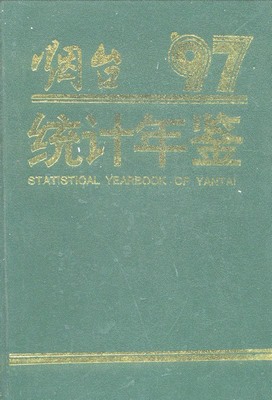 烟台 '97
统计年鉴
STATISTICAL YEARBOOK OF YANTAI